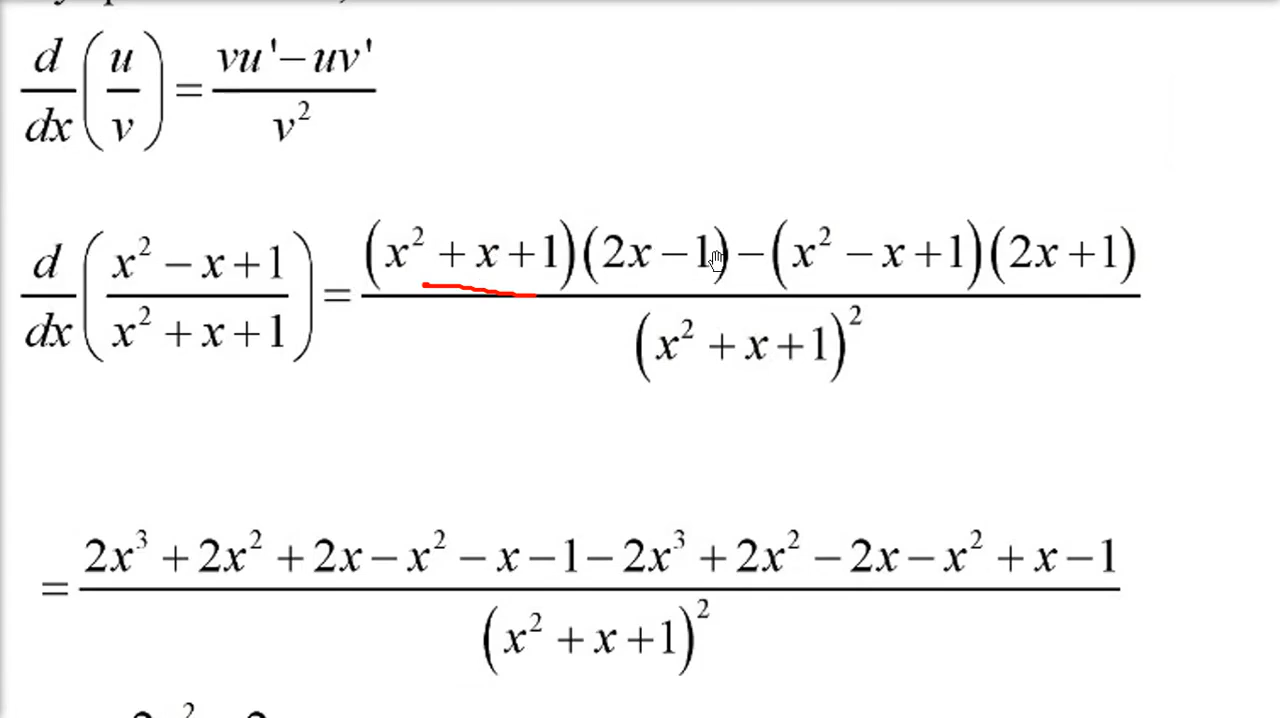 d/dx (u/v) = (vu' − uv')/v²
d/dx ((x² − x + 1)/(x² + x + 1)) = ((x² + x + 1)(2x − 1) − (x² − x + 1)(2x + 1))/(x² + x + 1)²
= (2x³ + 2x² + 2x − x² − x − 1 − 2x³ + 2x² − 2x − x² + x − 1)/(x² + x + 1)²